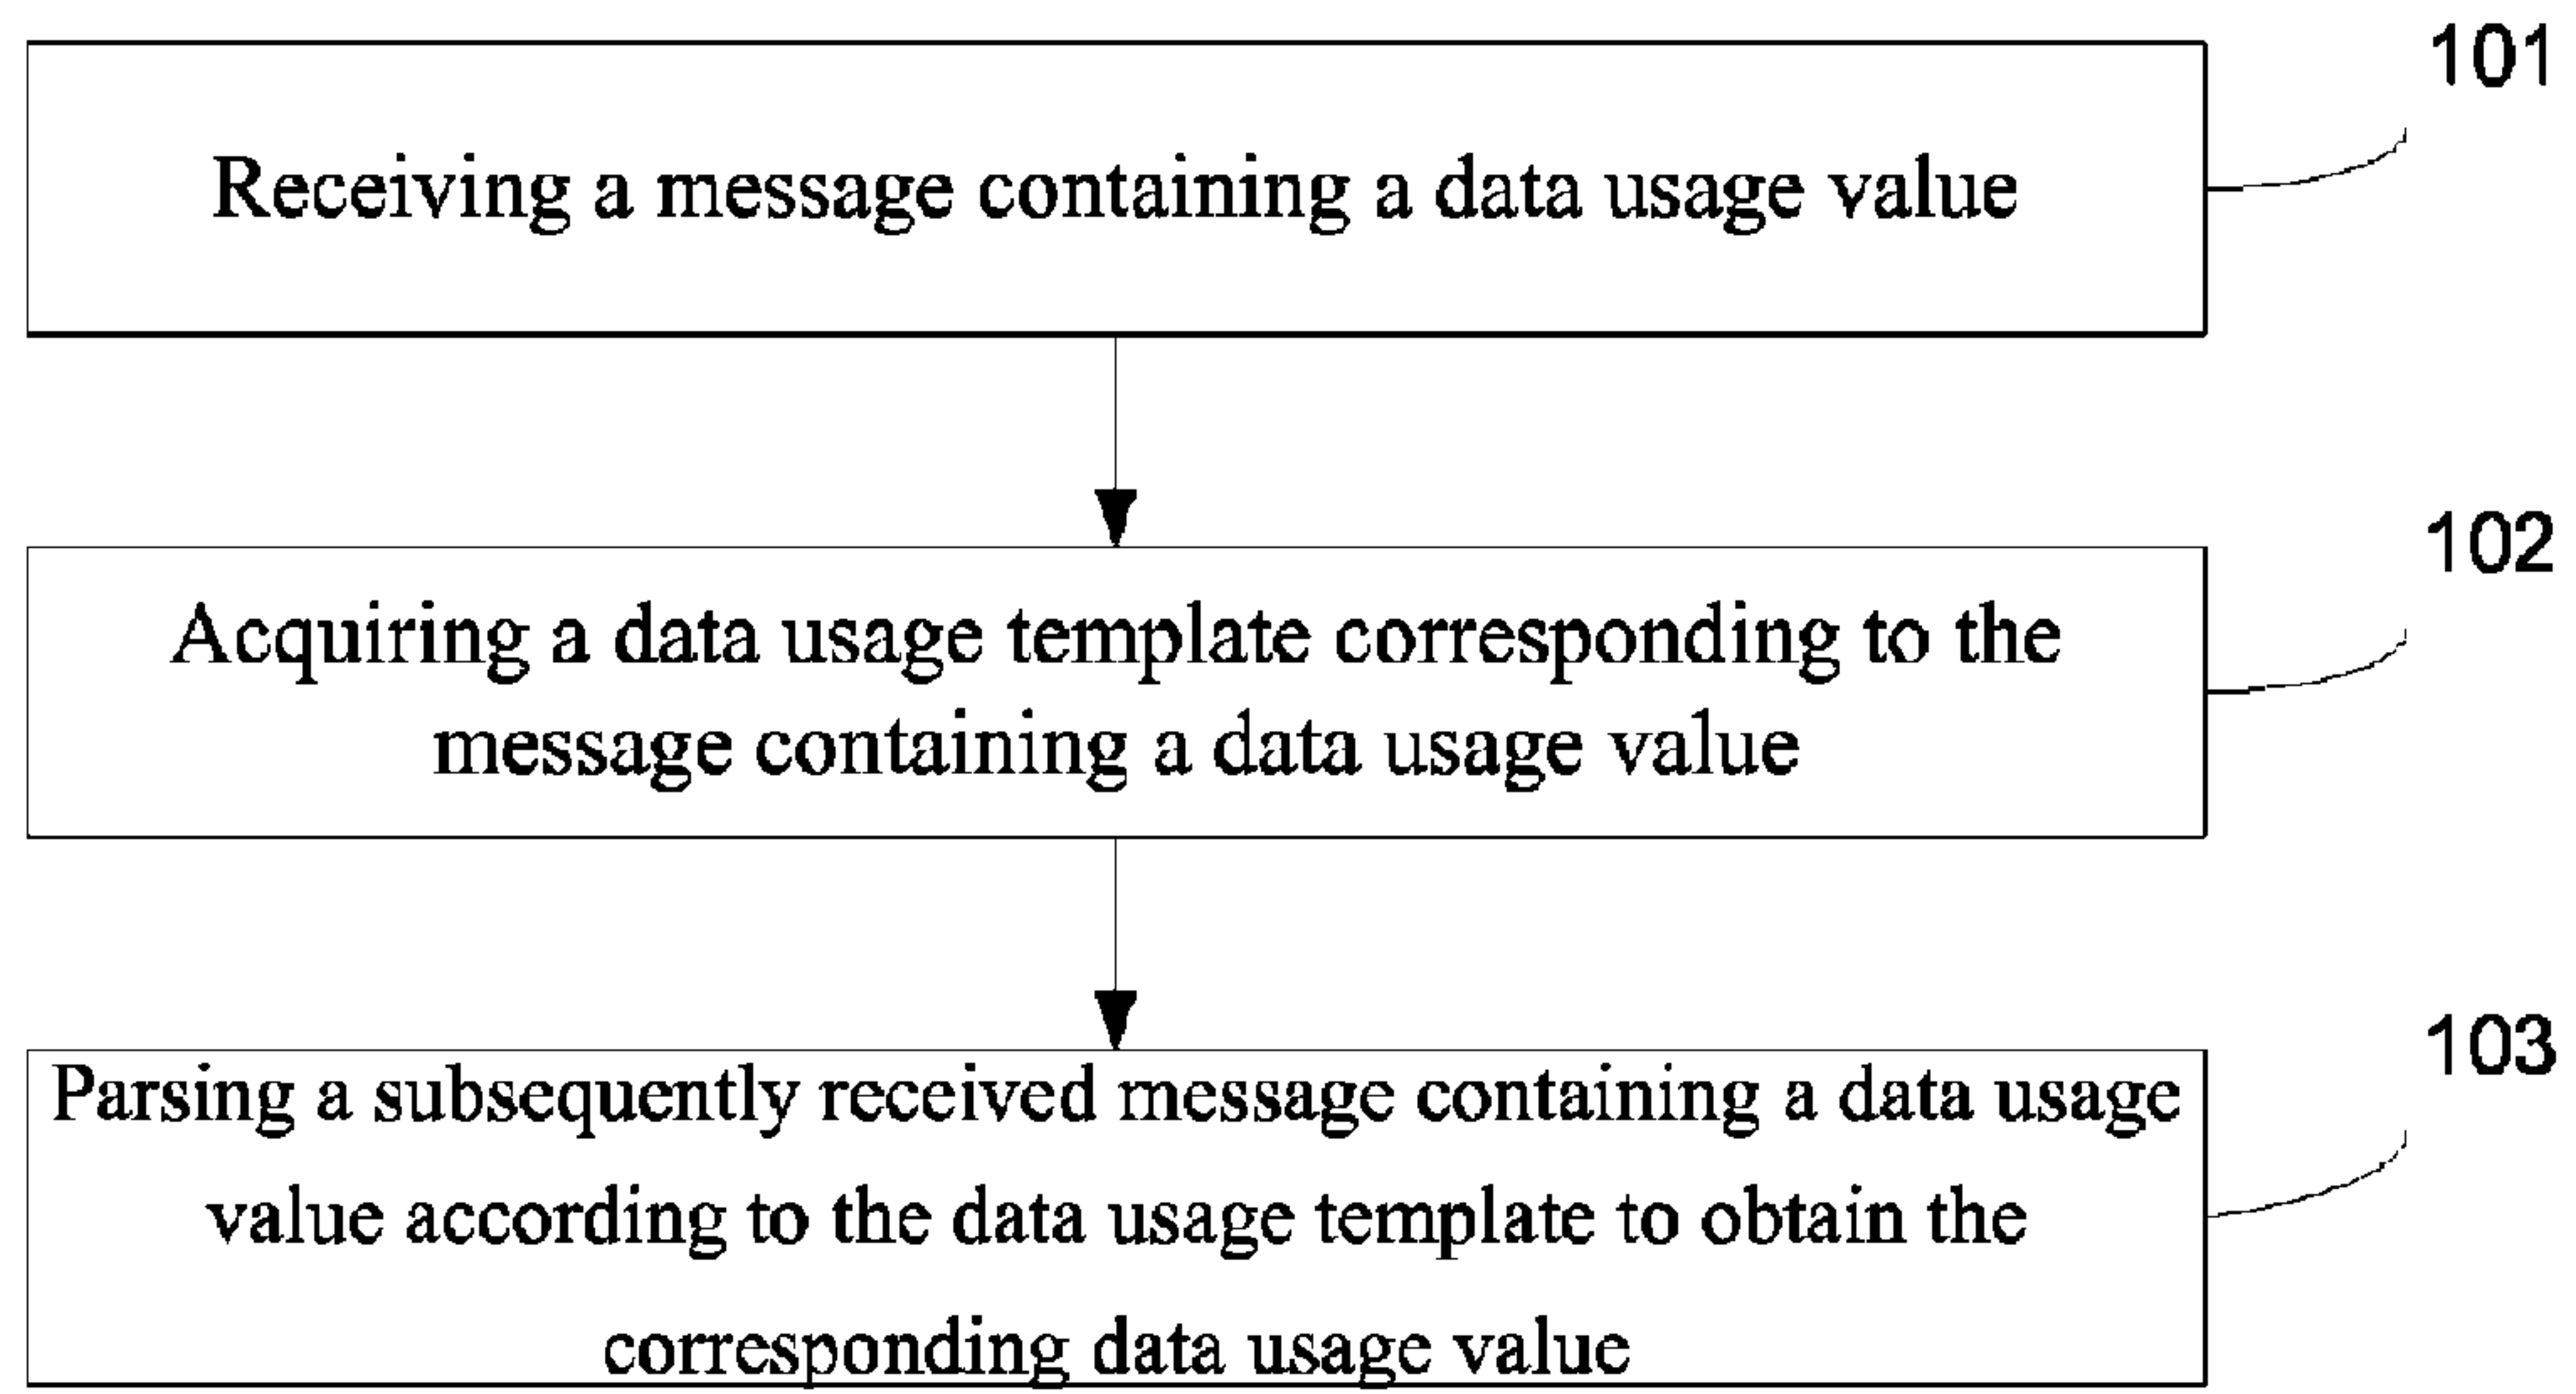 101
Receiving a message containing a data usage value
102
Acquiring a data usage template corresponding to the
message containing a data usage value
103
Parsing a subsequently received message containing a data usage
value according to the data usage template to obtain the
corresponding data usage value